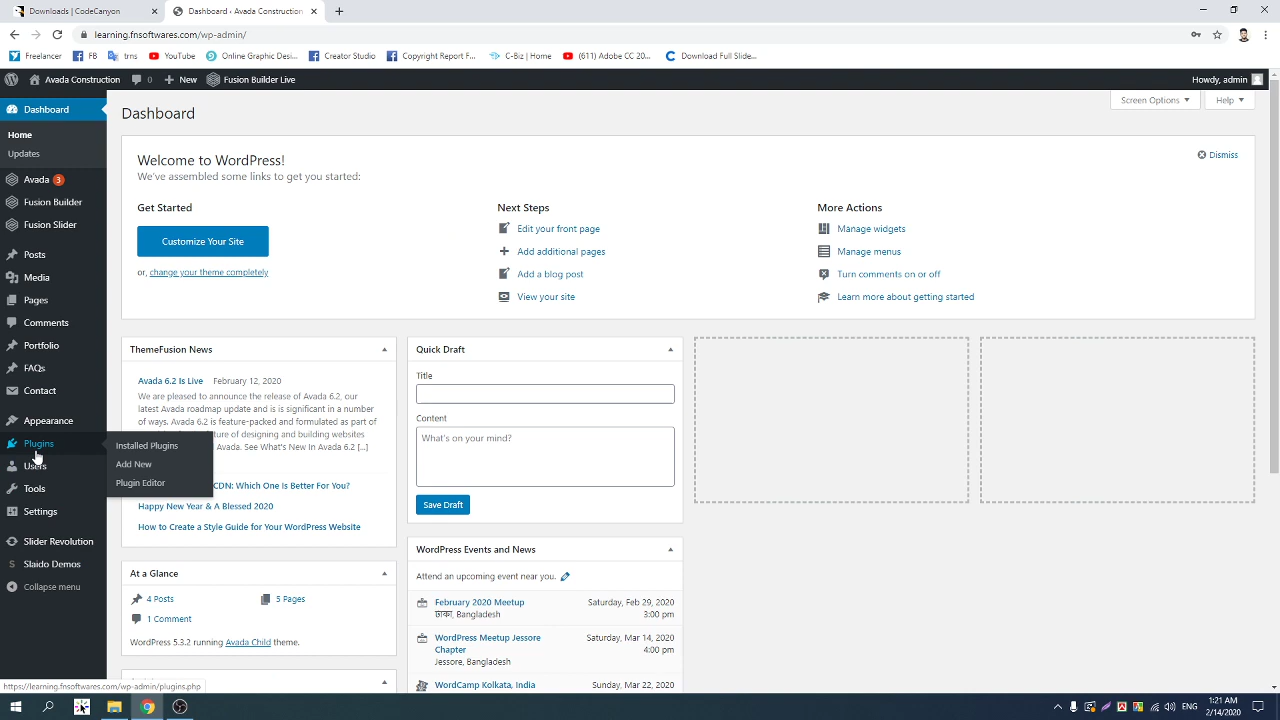 Downloads | CodeCanyon
Dashboard ‹ Avada Construction
learning.fnsoftwares.com/wp-admin/
Freelancer
FB
trns
YouTube
Online Graphic Desi...
Creator Studio
Copyright Report F...
C-Biz | Home
(611) Adobe CC 20...
Download Full Slide...
Avada Construction
0
New
Fusion Builder Live
Howdy, admin
Dashboard
Home
Updates
Avada 3
Fusion Builder
Fusion Slider
Posts
Media
Pages
Comments
Portfolio
FAQs
Contact
Appearance
Plugins
Users
Tools
Settings
Slider Revolution
Slaido Demos
Collapse menu
Installed Plugins
Add New
Plugin Editor
Dashboard
Screen Options
Help
Welcome to WordPress!
We've assembled some links to get you started:
Dismiss
Get Started
Customize Your Site
or, change your theme completely
Next Steps
Edit your front page
Add additional pages
Add a blog post
View your site
More Actions
Manage widgets
Manage menus
Turn comments on or off
Learn more about getting started
ThemeFusion News
Avada 6.2 Is Live February 12, 2020
We are pleased to announce the release of Avada 6.2, our
latest Avada roadmap update and is is significant in a number
of ways. Avada 6.2 is feature-packed and formulated as part of
ture of designing and building websites
Avada. See What's New In Avada 6.2 [...]
CDN: Which One Is Better For You?
Happy New Year & A Blessed 2020
How to Create a Style Guide for Your WordPress Website
At a Glance
4 Posts
5 Pages
1 Comment
WordPress 5.3.2 running Avada Child theme.
Quick Draft
Title
Content
What's on your mind?
Save Draft
WordPress Events and News
Attend an upcoming event near you.
February 2020 Meetup
Saturday, Feb 29, 2020
ঢাকা, Bangladesh
3:00 pm
WordPress Meetup Jessore
Chapter
Saturday, Mar 14, 2020
4:00 pm
Jessore, Bangladesh
WordCamp Kolkata, India
Sunday, Mar 22, 2020
https://learning.fnsoftwares.com/wp-admin/plugins.php
ENG
1:21 AM
2/14/2020